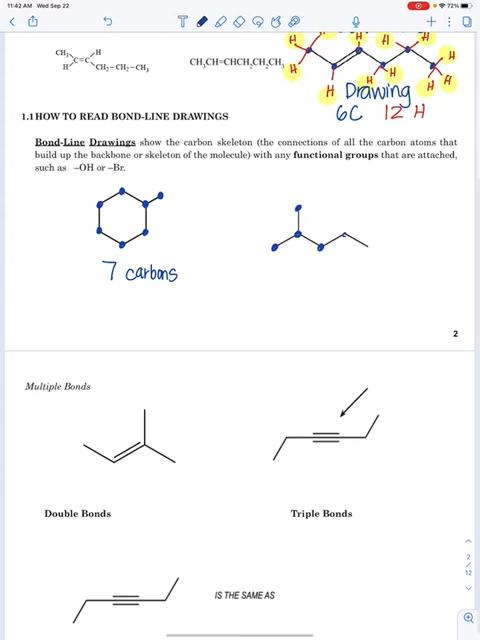 11:42 AM Wed Sep 22
72%
CH₃
H
C=C
H
CH₂–CH₂–CH₃
CH₃CH=CHCH₂CH₂CH₃
H H H H H
H H H H
H
Drawing
6C 12 H
1.1 HOW TO READ BOND-LINE DRAWINGS
Bond-Line Drawings show the carbon skeleton (the connections of all the carbon atoms that
build up the backbone or skeleton of the molecule) with any functional groups that are attached,
such as –OH or –Br.
7 carbons
2
Multiple Bonds
Double Bonds
Triple Bonds
2
/
12
IS THE SAME AS